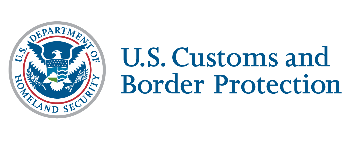 U.S. DEPARTMENT OF
HOMELAND SECURITY
U.S. Customs and
Border Protection